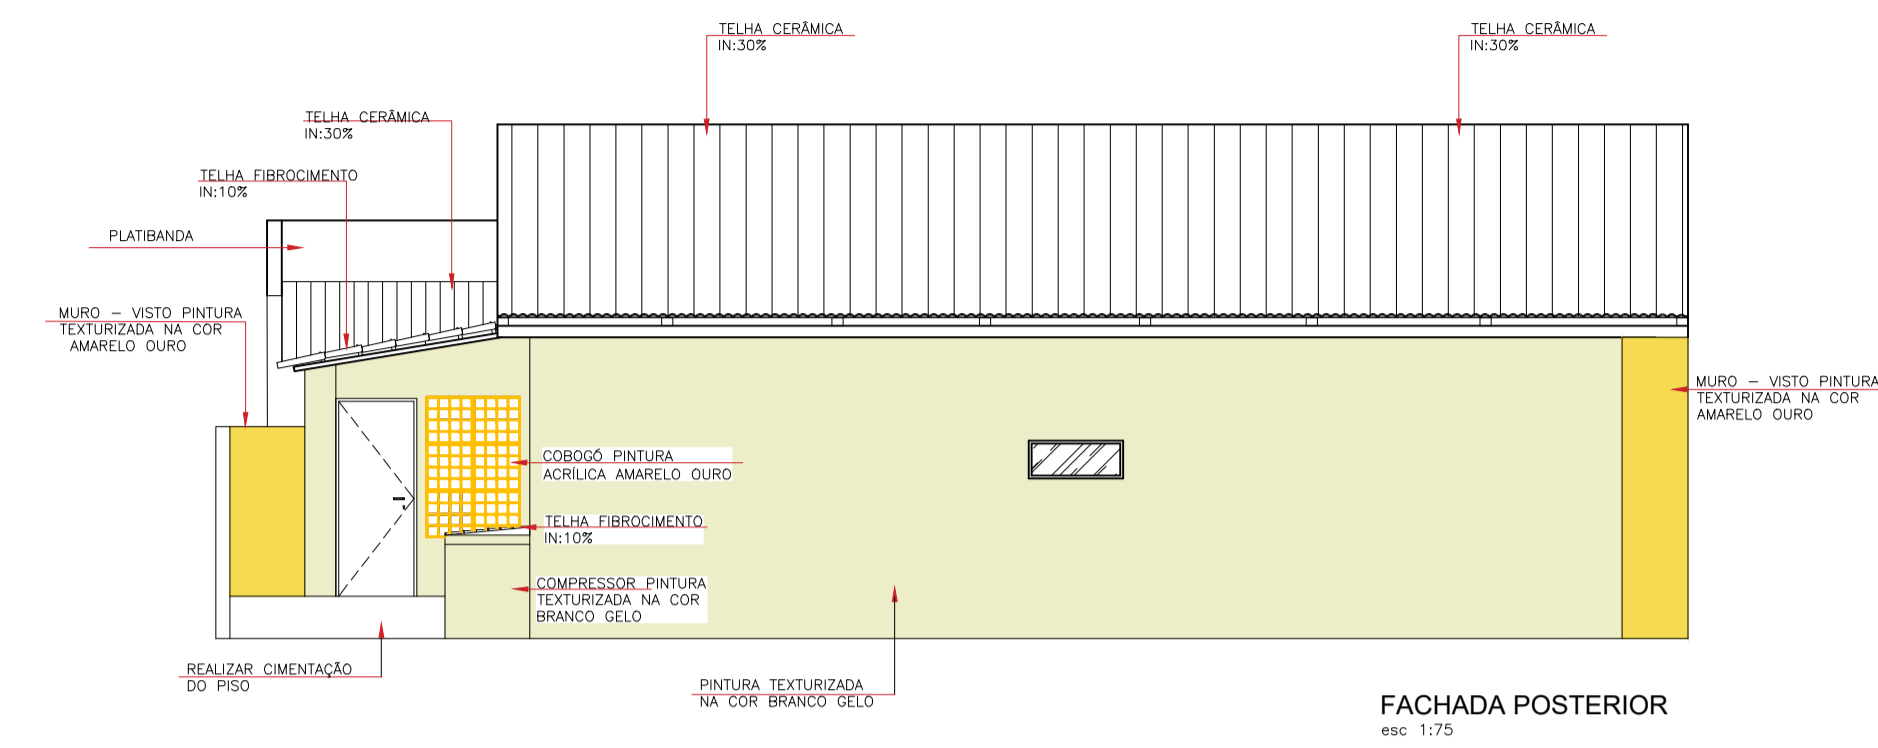 TELHA CERÂMICA
IN:30%
TELHA CERÂMICA
IN:30%
TELHA CERÂMICA
IN:30%
TELHA FIBROCIMENTO
IN:10%
PLATIBANDA
MURO – VISTO PINTURA
TEXTURIZADA NA COR
AMARELO OURO
MURO – VISTO PINTURA
TEXTURIZADA NA COR
AMARELO OURO
COBOGÓ PINTURA
ACRÍLICA AMARELO OURO
TELHA FIBROCIMENTO
IN:10%
COMPRESSOR PINTURA
TEXTURIZADA NA COR
BRANCO GELO
REALIZAR CIMENTAÇÃO
DO PISO
PINTURA TEXTURIZADA
NA COR BRANCO GELO
FACHADA POSTERIOR
esc 1:75